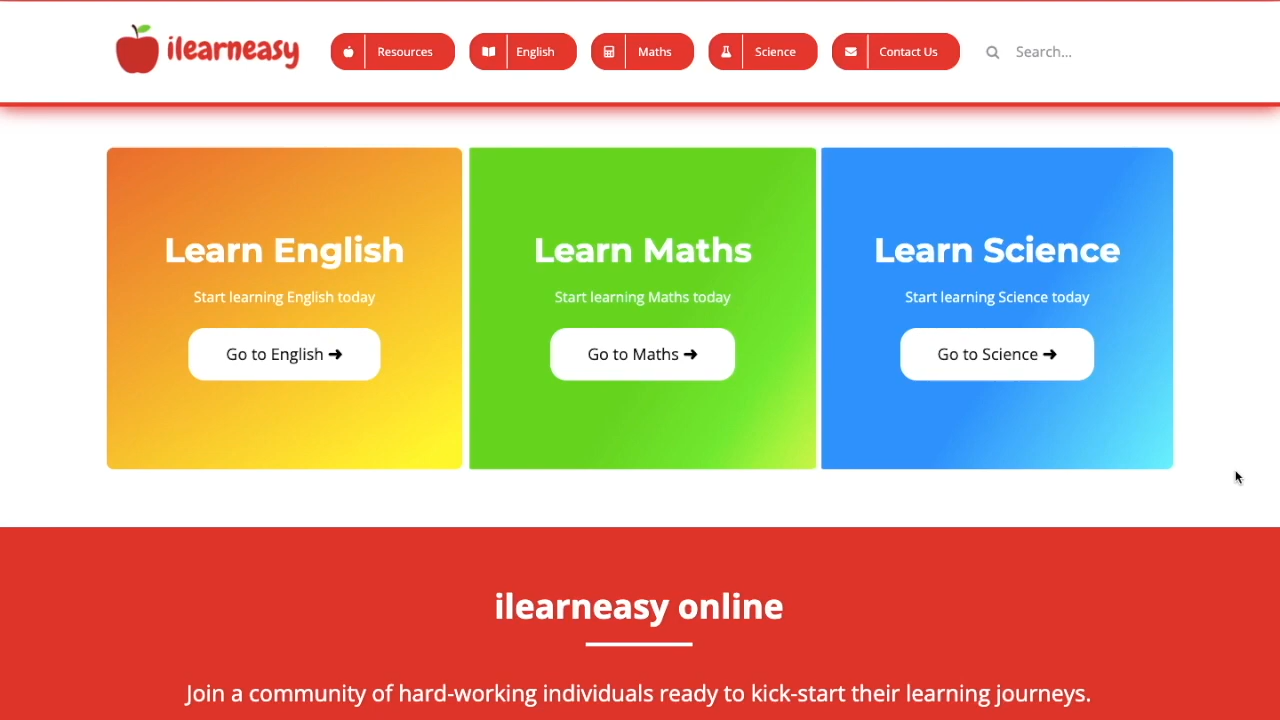 ilearneasy
Resources
English
Maths
Science
Contact Us
Search...
Learn English
Start learning English today
Go to English ➜
Learn Maths
Start learning Maths today
Go to Maths ➜
Learn Science
Start learning Science today
Go to Science ➜
ilearneasy online
Join a community of hard-working individuals ready to kick-start their learning journeys.